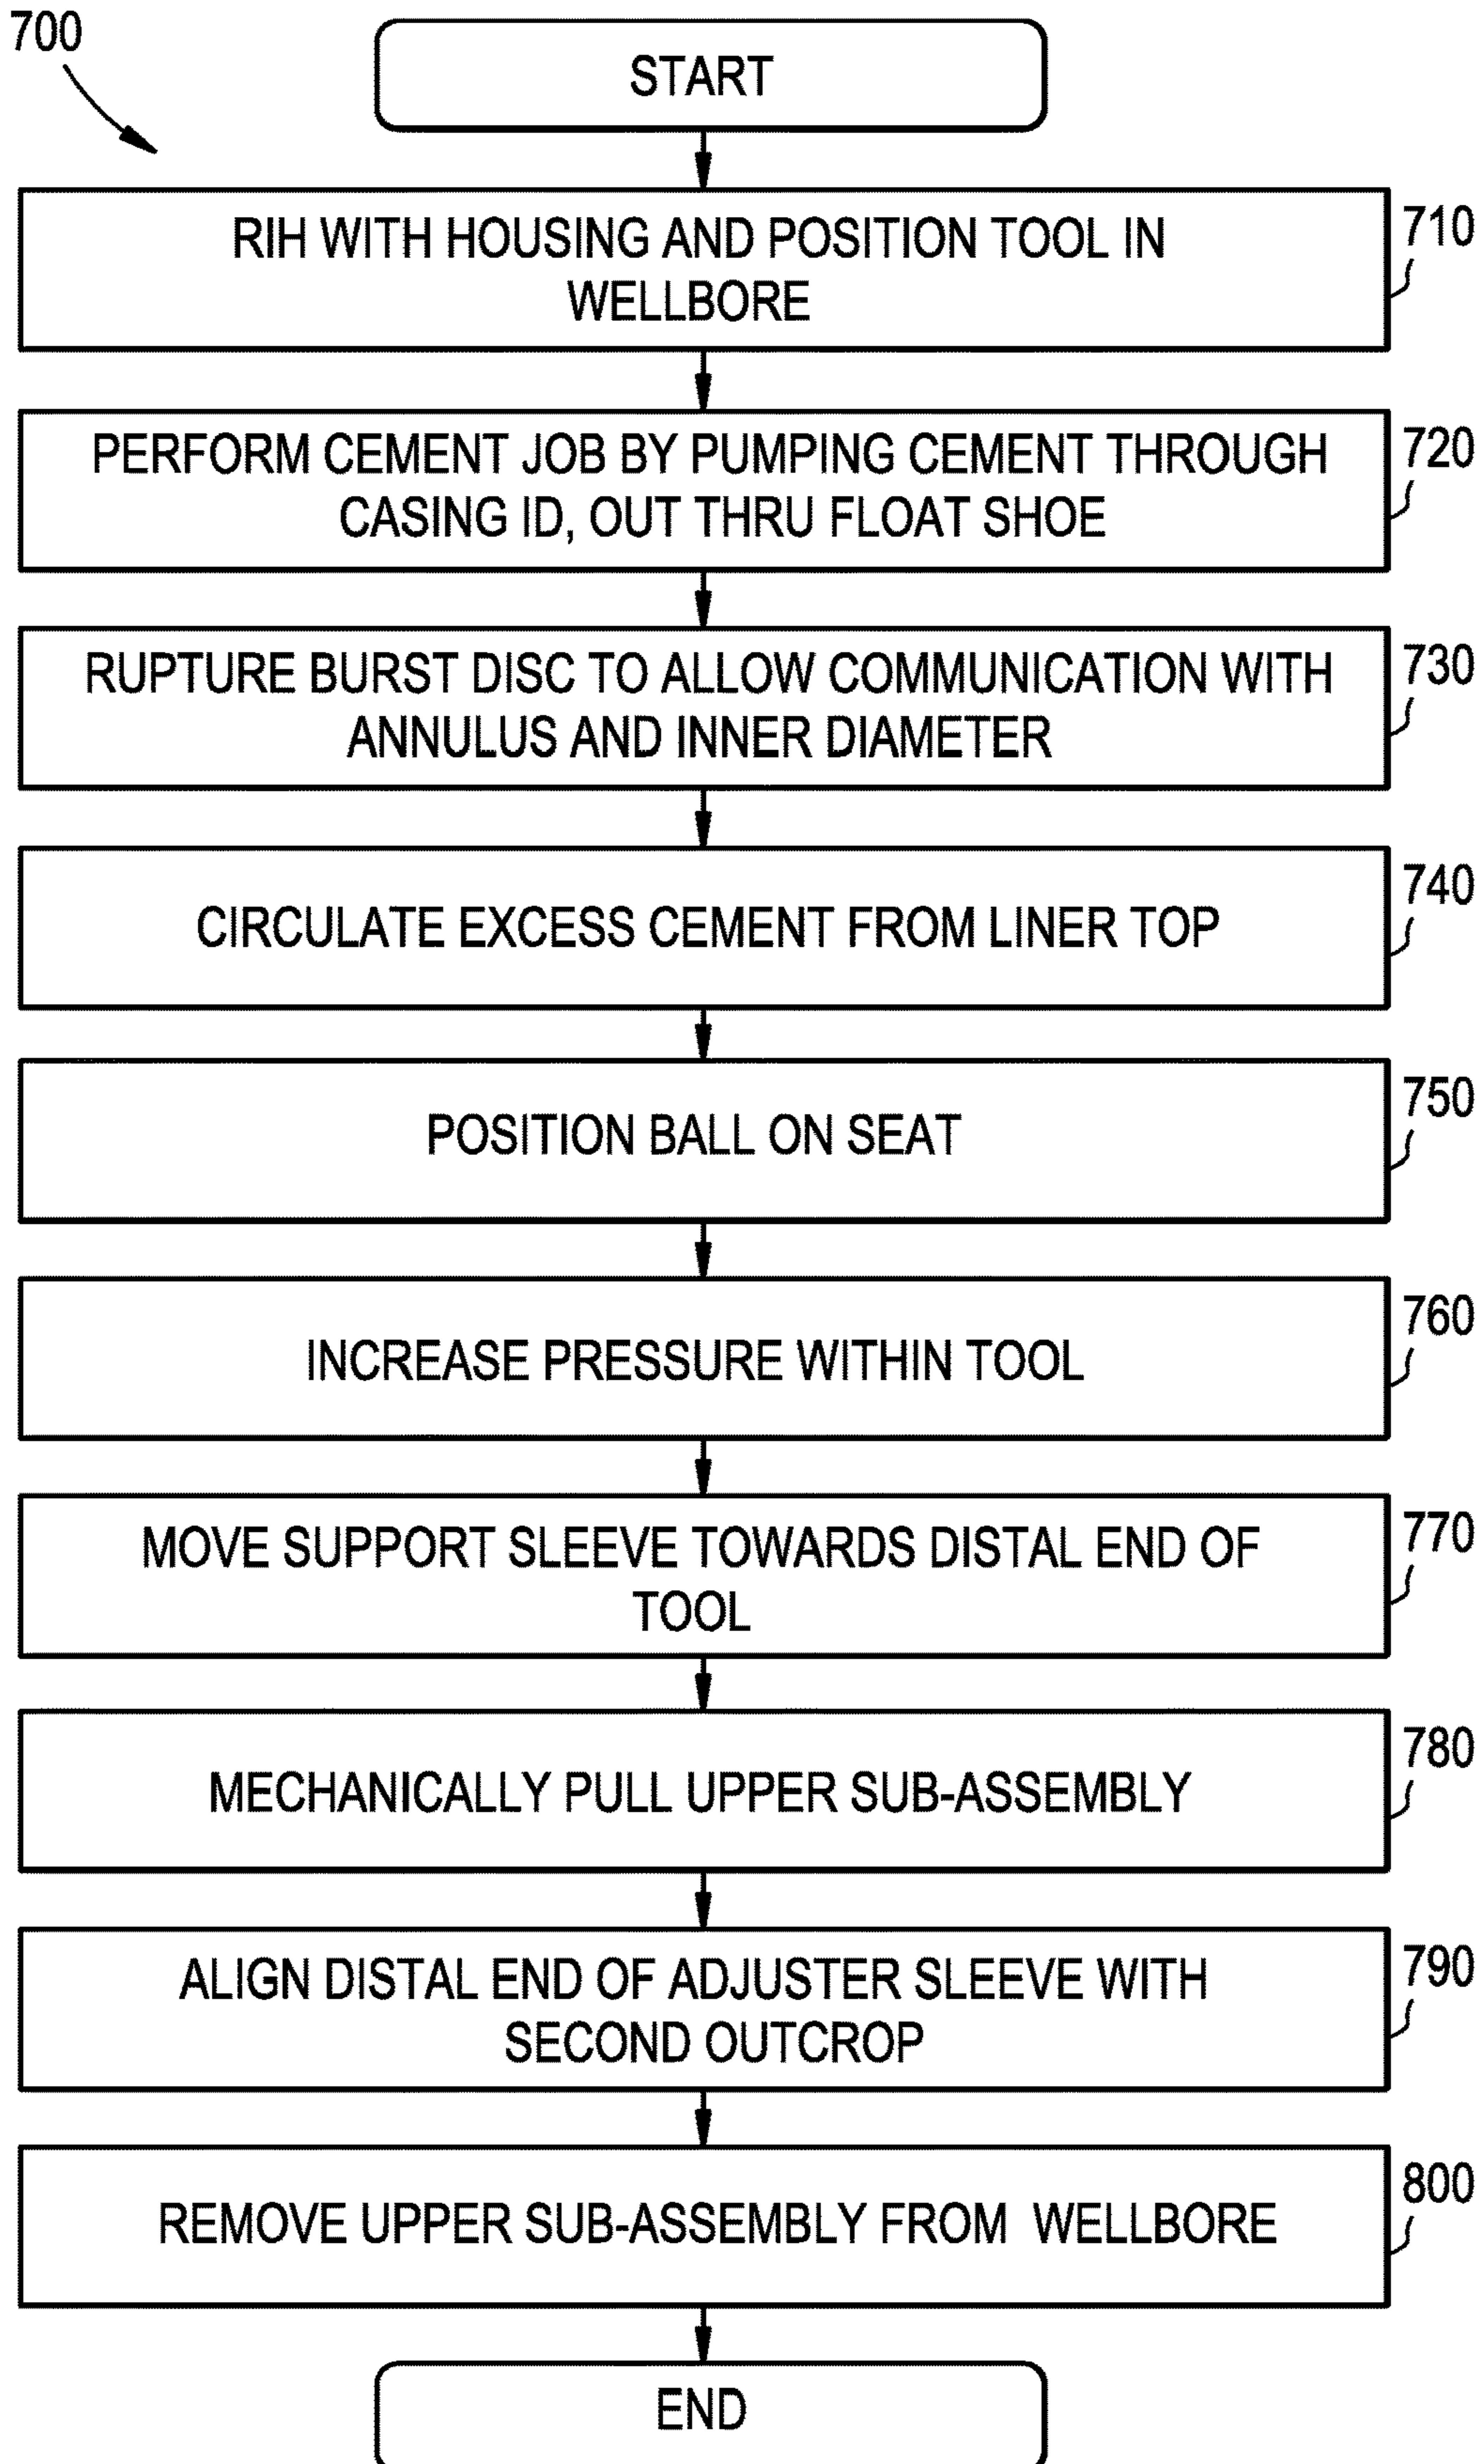 700
START
RIH WITH HOUSING AND POSITION TOOL IN
WELLBORE
710
PERFORM CEMENT JOB BY PUMPING CEMENT THROUGH
CASING ID, OUT THRU FLOAT SHOE
720
RUPTURE BURST DISC TO ALLOW COMMUNICATION WITH
ANNULUS AND INNER DIAMETER
730
CIRCULATE EXCESS CEMENT FROM LINER TOP
740
POSITION BALL ON SEAT
750
INCREASE PRESSURE WITHIN TOOL
760
MOVE SUPPORT SLEEVE TOWARDS DISTAL END OF
TOOL
770
MECHANICALLY PULL UPPER SUB-ASSEMBLY
780
ALIGN DISTAL END OF ADJUSTER SLEEVE WITH
SECOND OUTCROP
790
REMOVE UPPER SUB-ASSEMBLY FROM WELLBORE
800
END